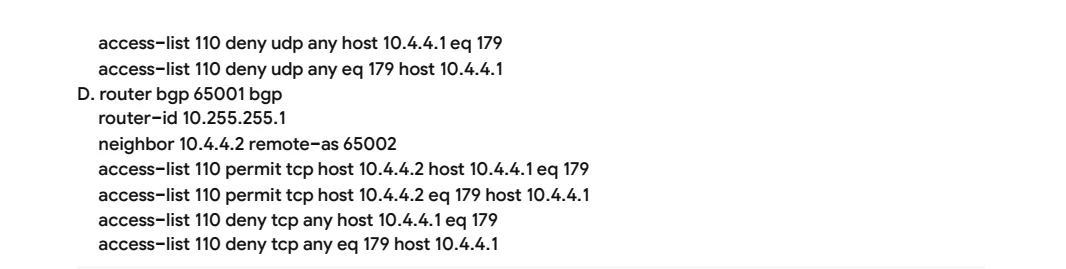 access-list 110 deny udp any host 10.4.4.1 eq 179
access-list 110 deny udp any eq 179 host 10.4.4.1
D. router bgp 65001 bgp
router-id 10.255.255.1
neighbor 10.4.4.2 remote-as 65002
access-list 110 permit tcp host 10.4.4.2 host 10.4.4.1 eq 179
access-list 110 permit tcp host 10.4.4.2 eq 179 host 10.4.4.1
access-list 110 deny tcp any host 10.4.4.1 eq 179
access-list 110 deny tcp any eq 179 host 10.4.4.1